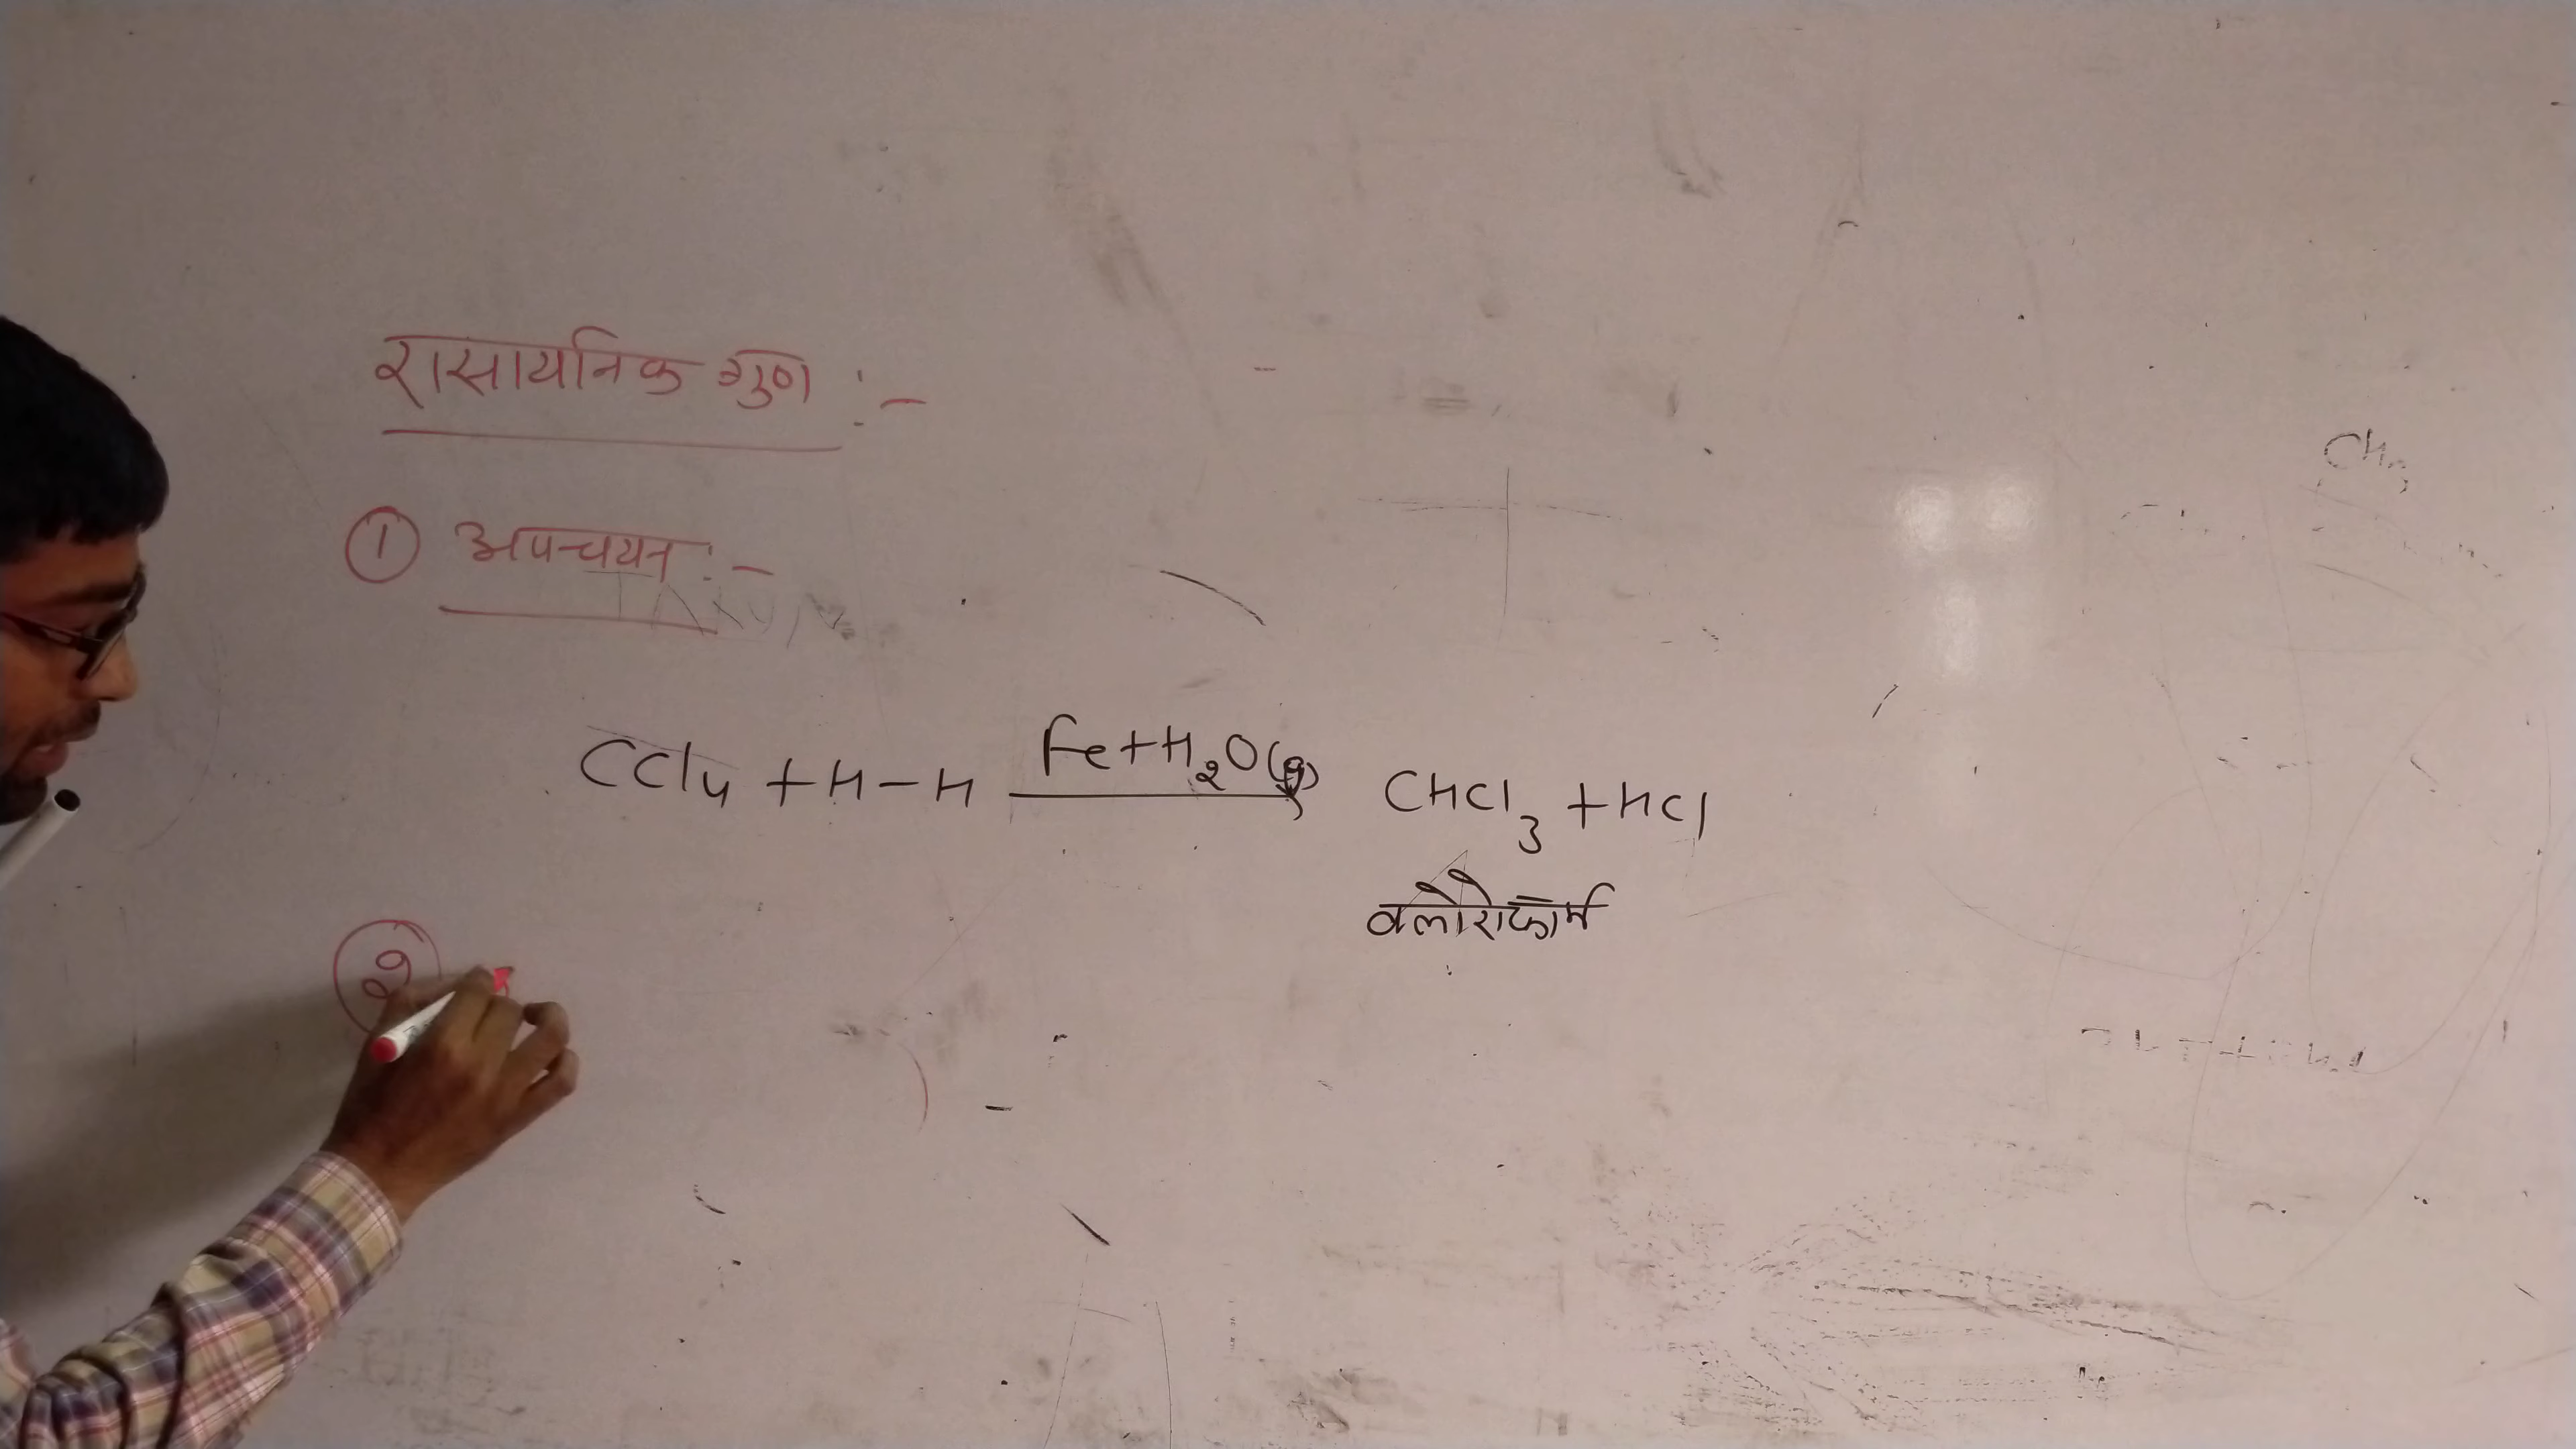 रासायनिक गुण :-
① अपचयन :-
CCl4 + H-H Fe+H2O(g) → CHCl3 + HCl
क्लोरोफॉर्म
②